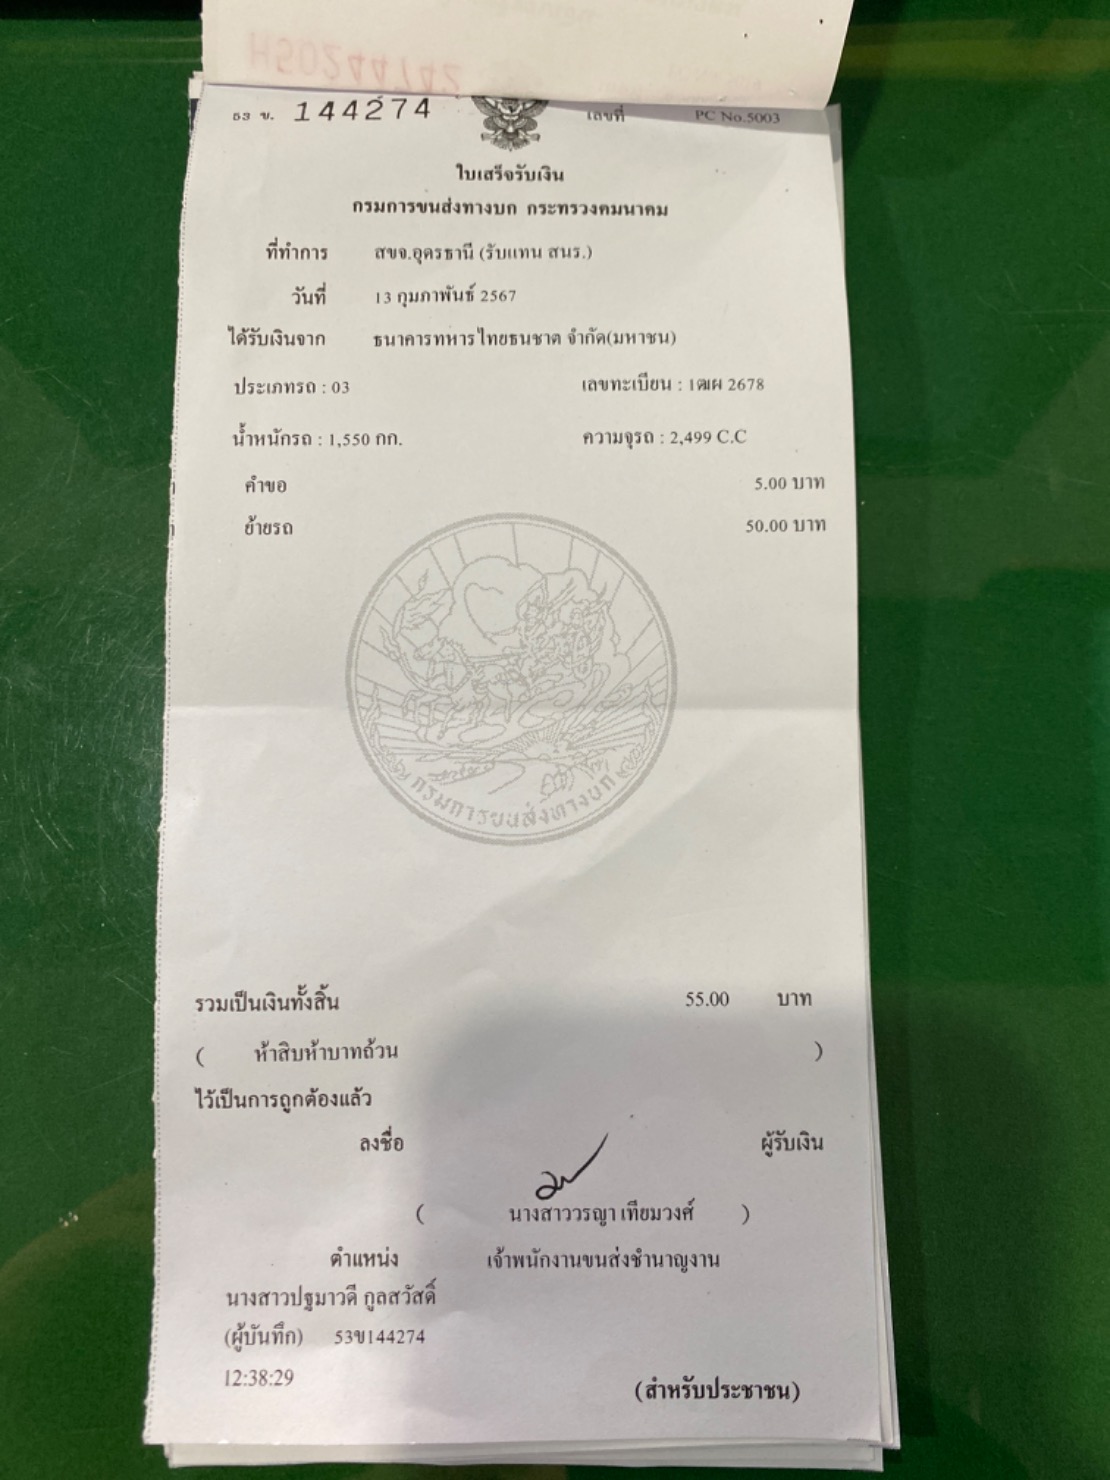 H50244742
53 ข. 144274 เลขที่ PC No.5003
ใบเสร็จรับเงิน
กรมการขนส่งทางบก กระทรวงคมนาคม
ที่ทำการ สขจ.อุดรธานี (รับแทน สนร.)
วันที่ 13 กุมภาพันธ์ 2567
ได้รับเงินจาก ธนาคารทหารไทยธนชาต จำกัด(มหาชน)
ประเภทรถ : 03 เลขทะเบียน : 1ฒผ 2678
น้ำหนักรถ : 1,550 กก. ความจุรถ : 2,499 C.C
คำขอ 5.00 บาท
ย้ายรถ 50.00 บาท
กรมการขนส่งทางบก
รวมเป็นเงินทั้งสิ้น 55.00 บาท
( ห้าสิบห้าบาทถ้วน )
ไว้เป็นการถูกต้องแล้ว
ลงชื่อ ผู้รับเงิน
( นางสาววรญา เทียมวงศ์ )
ตำแหน่ง เจ้าพนักงานขนส่งชำนาญงาน
นางสาวปฐมาวดี กูลสวัสดิ์
(ผู้บันทึก) 53ข144274
12:38:29
(สำหรับประชาชน)